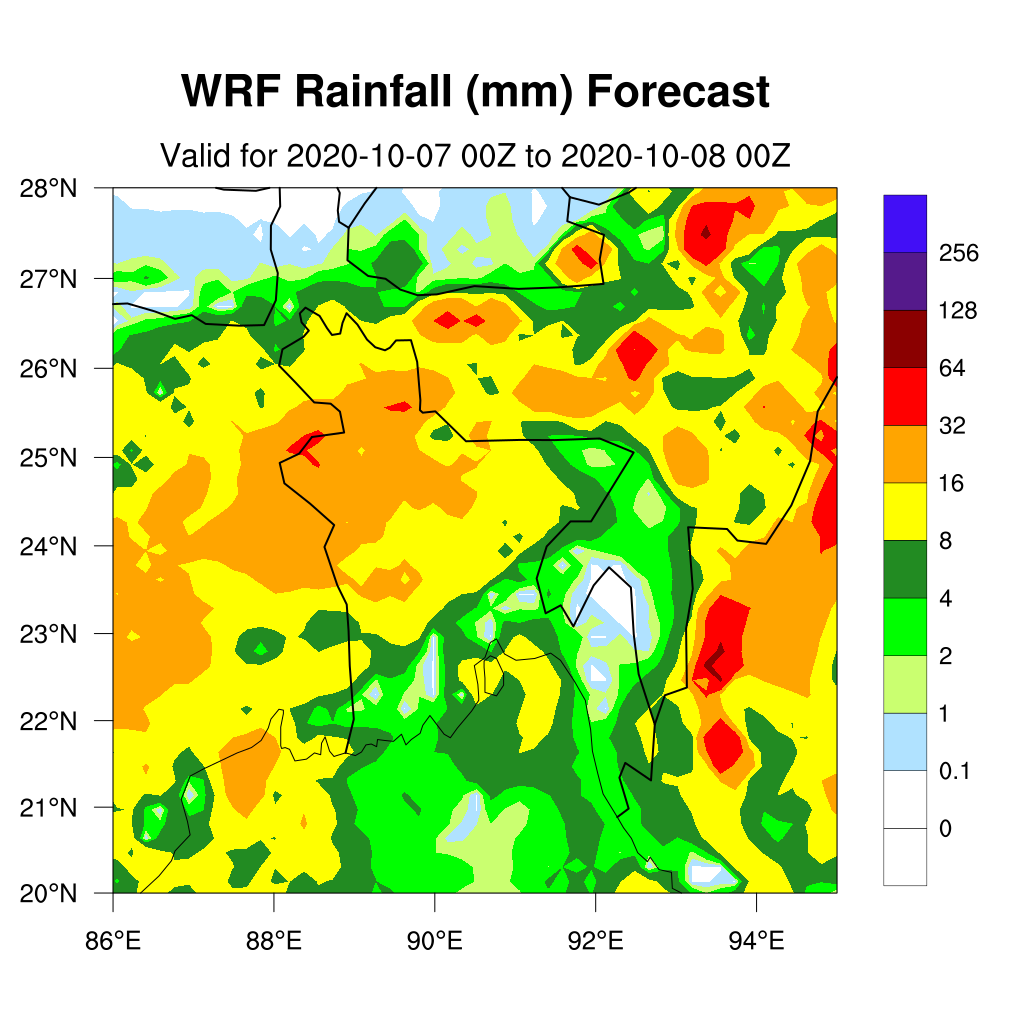 WRF Rainfall (mm) Forecast
Valid for 2020-10-07 00Z to 2020-10-08 00Z
28°N
27°N
26°N
25°N
24°N
23°N
22°N
21°N
20°N
86°E 88°E 90°E 92°E 94°E
256
128
64
32
16
8
4
2
1
0.1
0